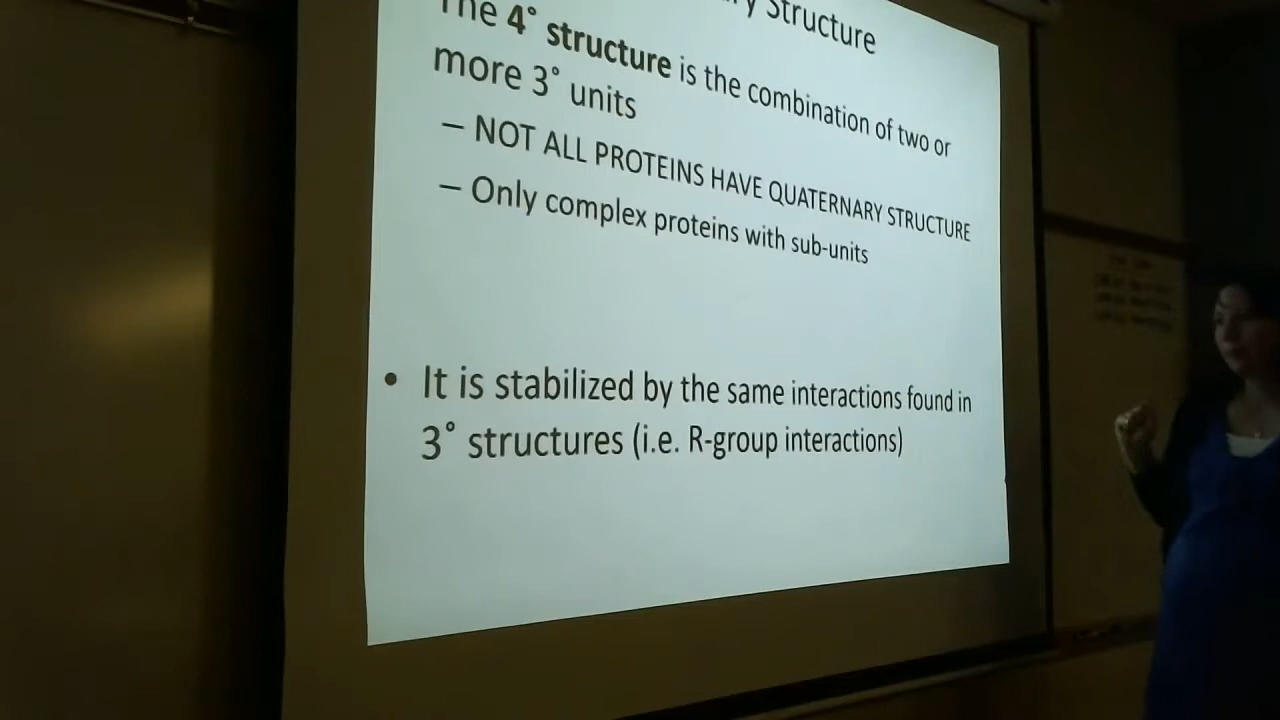 Structure
The 4° structure is the combination of two or
more 3° units
– NOT ALL PROTEINS HAVE QUATERNARY STRUCTURE
– Only complex proteins with sub-units
• It is stabilized by the same interactions found in
3° structures (i.e. R-group interactions)